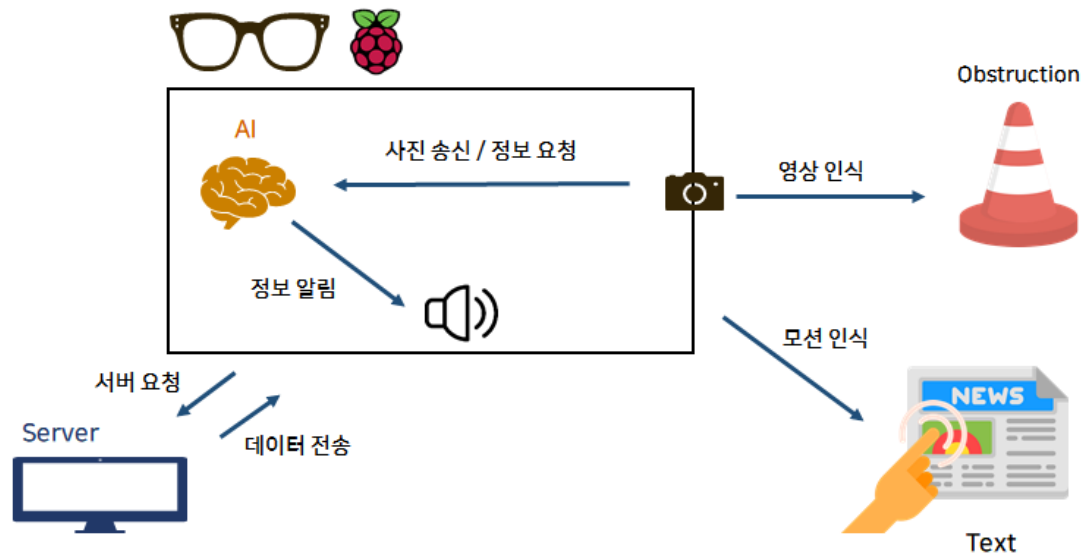 Obstruction
AI
사진 송신 / 정보 요청
영상 인식
정보 알림
모션 인식
서버 요청
NEWS
Server
데이터 전송
Text